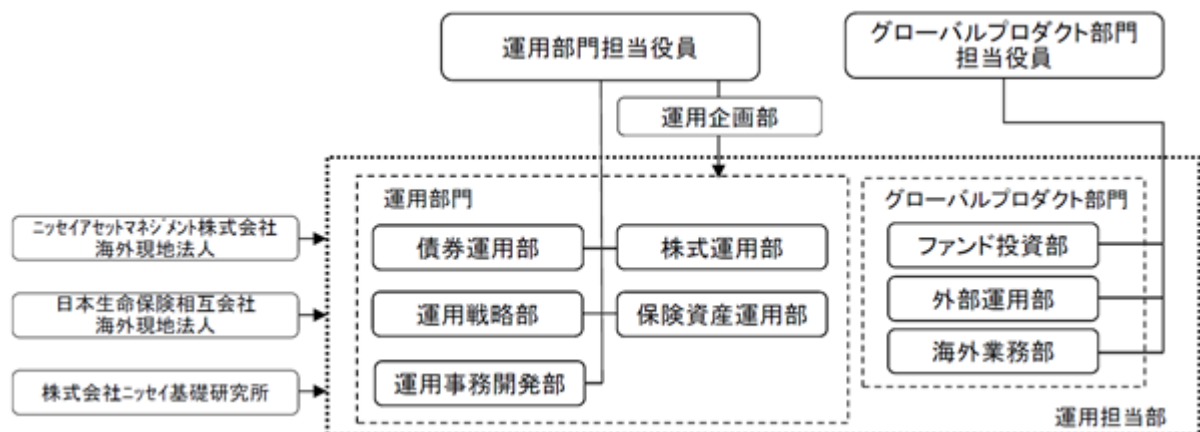 運用部門担当役員
グローバルプロダクト部門
担当役員
運用企画部
運用部門
グローバルプロダクト部門
ニッセイアセットマネジメント株式会社
海外現地法人
債券運用部
株式運用部
ファンド投資部
日本生命保険相互会社
海外現地法人
運用戦略部
保険資産運用部
外部運用部
海外業務部
株式会社ニッセイ基礎研究所
運用事務開発部
運用担当部